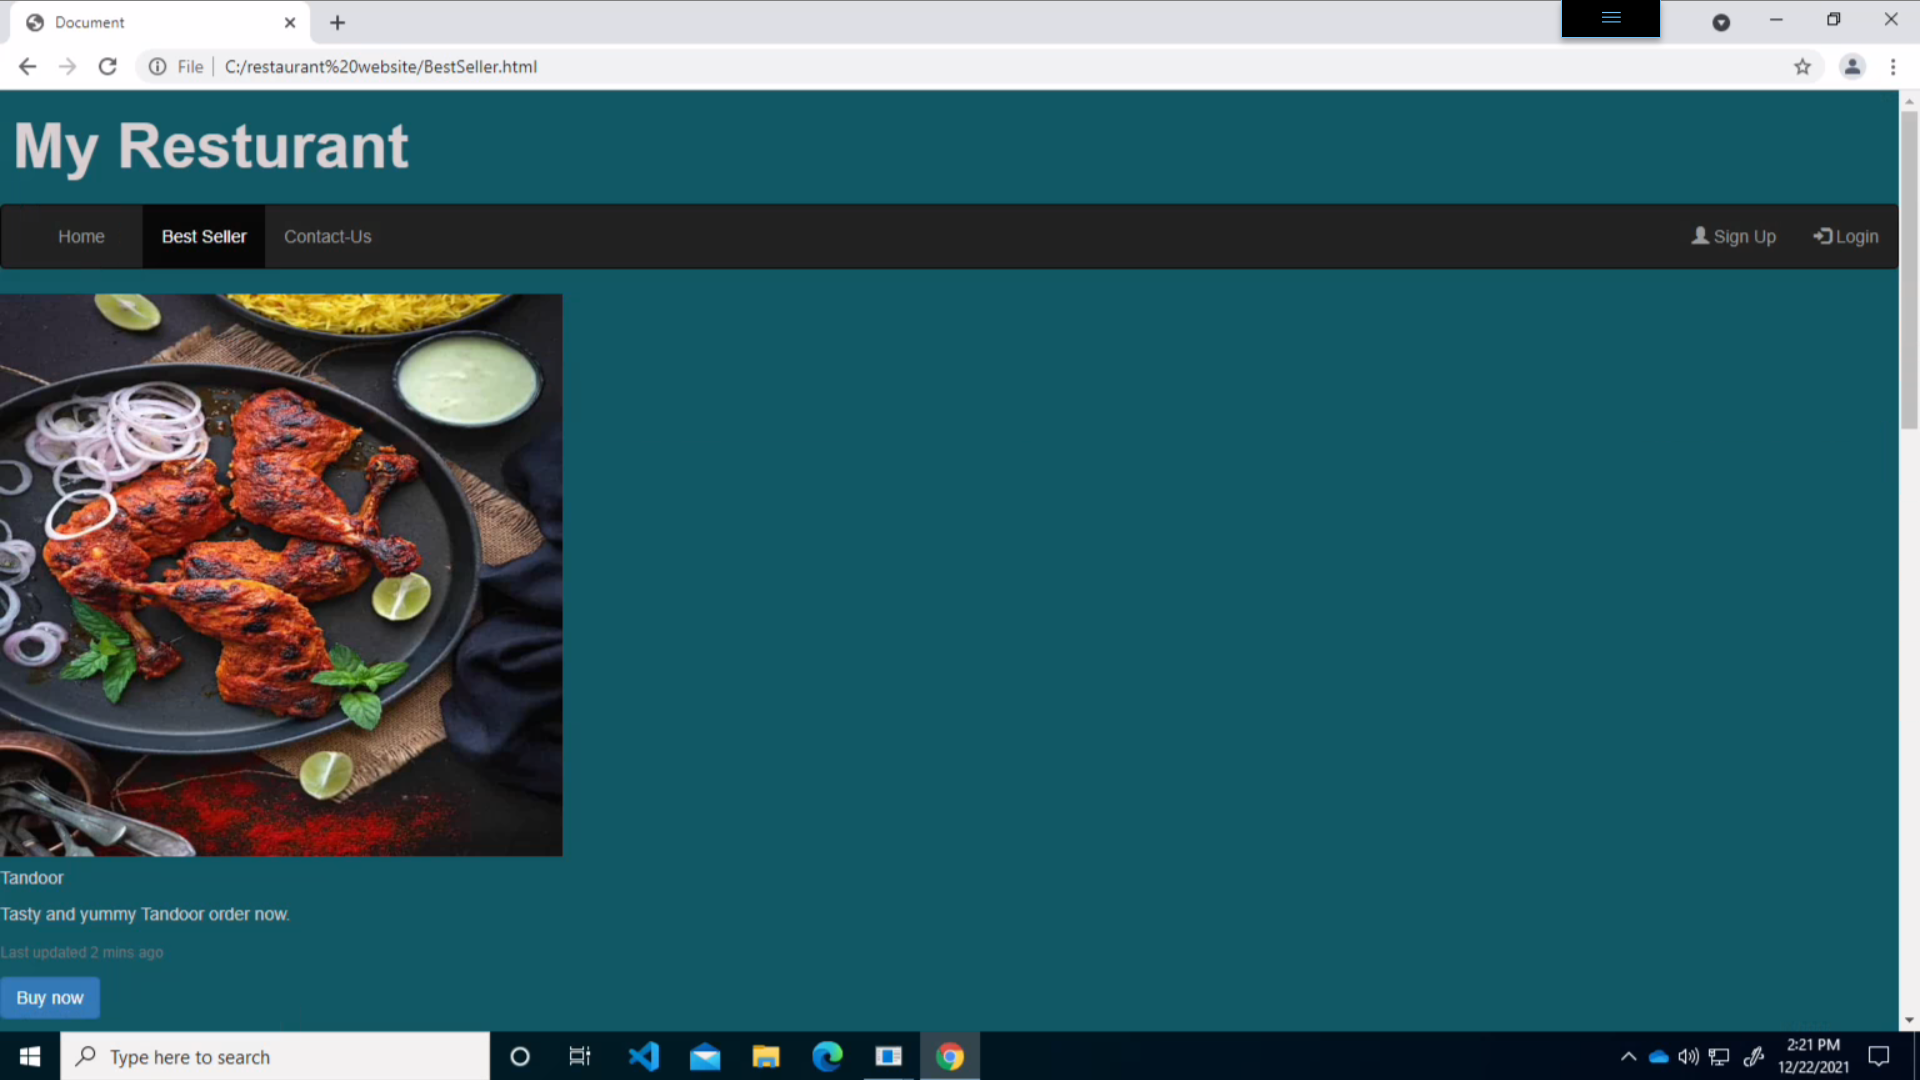 Document
File
C:/restaurant%20website/BestSeller.html
My Resturant
Home Best Seller Contact-Us Sign Up Login
Tandoor
Tasty and yummy Tandoor order now.
Last updated 2 mins ago
Buy now
Type here to search
2:21 PM
12/22/2021